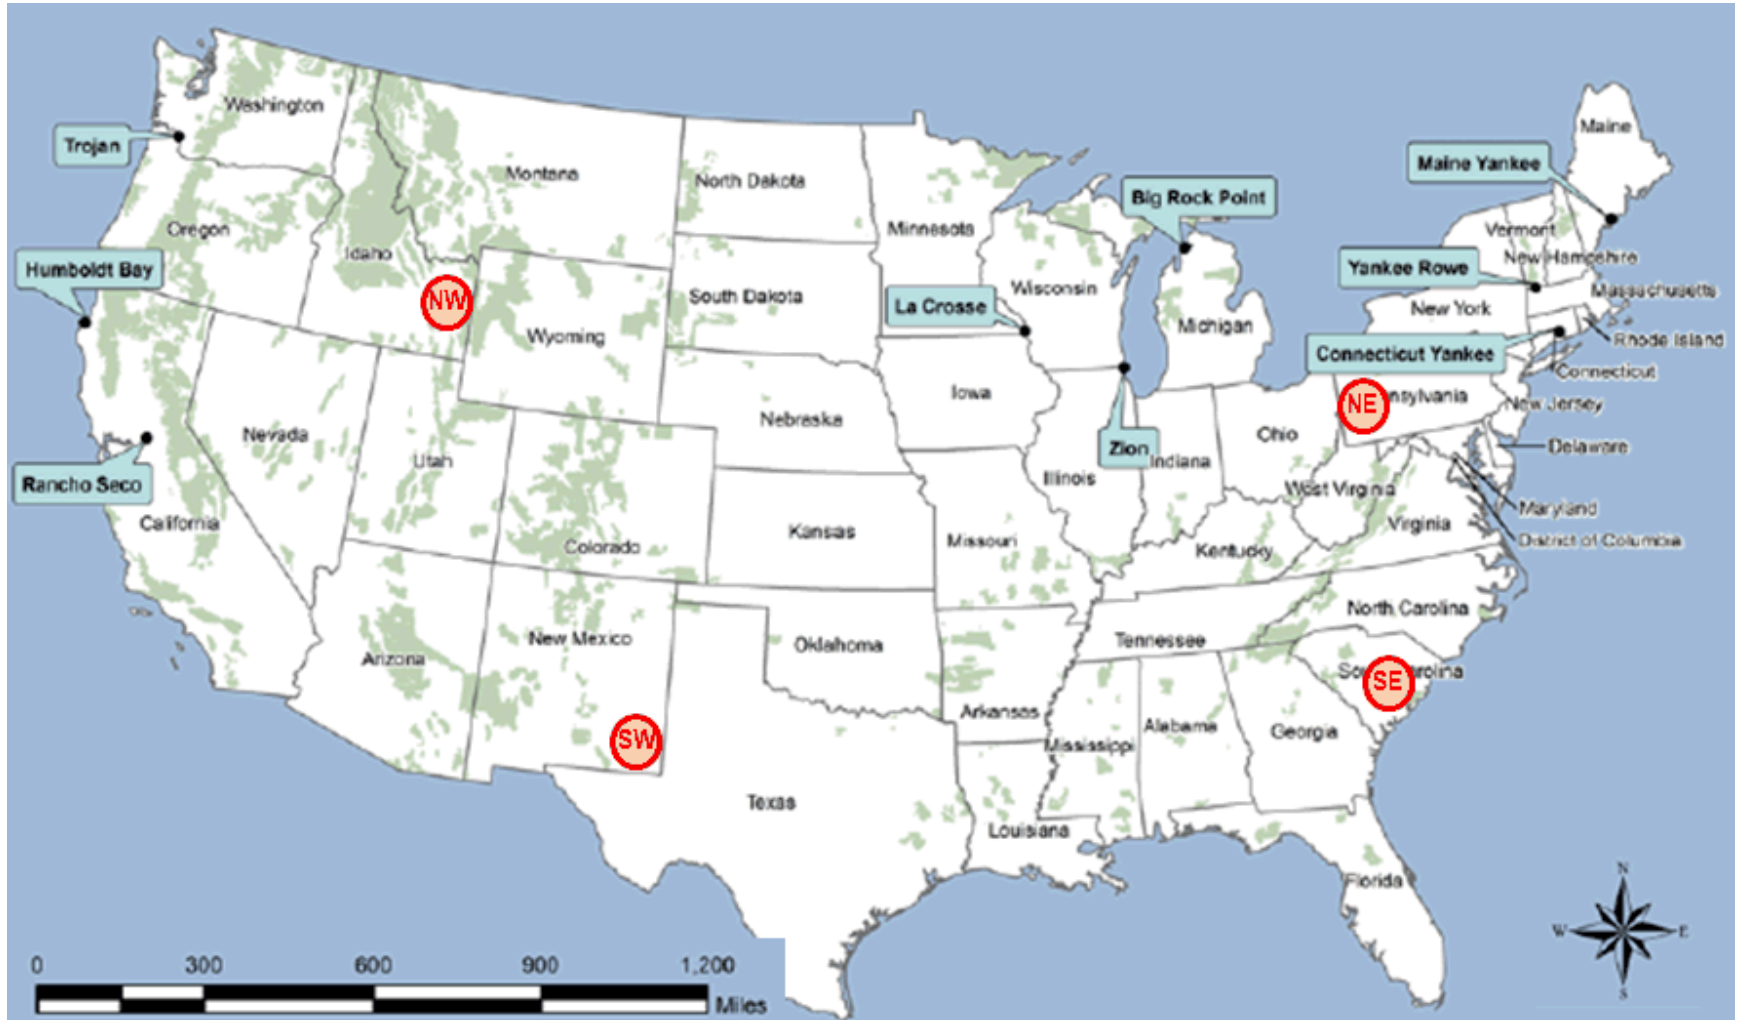 Washington
Trojan
Montana
North Dakota
Minnesota
Maine
Maine Yankee
Big Rock Point
Oregon
Idaho
Vermont
New Hampshire
Humboldt Bay
NW
South Dakota
Wisconsin
Yankee Rowe
Massachusetts
La Crosse
New York
Wyoming
Michigan
Rhode Island
Connecticut Yankee
Connecticut
Iowa
NE
nsylvania
New Jersey
Nebraska
Nevada
Utah
Ohio
Delaware
Zion
Indiana
Illinois
Rancho Seco
West Virginia
Maryland
California
Virginia
Kansas
Missouri
District of Columbia
Colorado
Kentucky
North Carolina
New Mexico
Tennessee
Oklahoma
Arizona
So
SE
rolina
Arkansas
SW
Mississippi
Alabama
Georgia
Texas
Louisiana
Florida
N
W
E
S
0 300 600 900 1,200
Miles